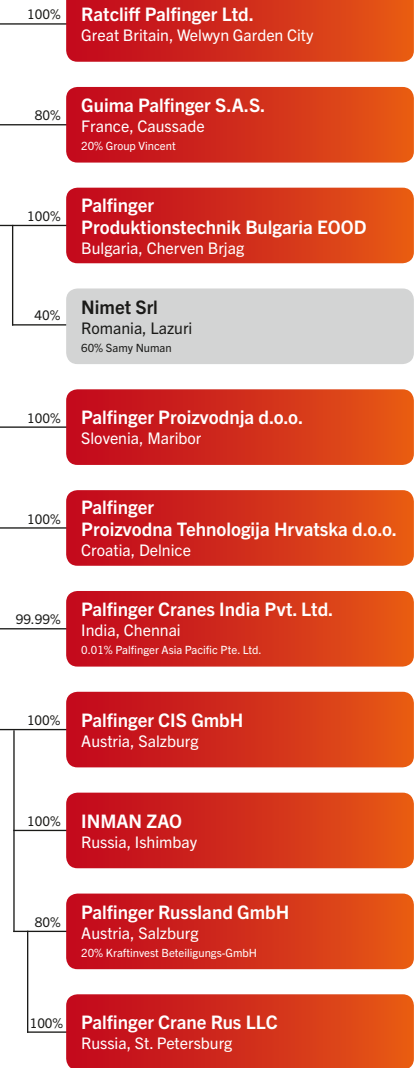 100%
Ratcliff Palfinger Ltd.
Great Britain, Welwyn Garden City
80%
Guima Palfinger S.A.S.
France, Caussade
20% Group Vincent
100%
Palfinger
Produktionstechnik Bulgaria EOOD
Bulgaria, Cherven Brjag
40%
Nimet Srl
Romania, Lazuri
60% Samy Numan
100%
Palfinger Proizvodnja d.o.o.
Slovenia, Maribor
100%
Palfinger
Proizvodna Tehnologija Hrvatska d.o.o.
Croatia, Delnice
99.99%
Palfinger Cranes India Pvt. Ltd.
India, Chennai
0.01% Palfinger Asia Pacific Pte. Ltd.
100%
Palfinger CIS GmbH
Austria, Salzburg
100%
INMAN ZAO
Russia, Ishimbay
80%
Palfinger Russland GmbH
Austria, Salzburg
20% Kraftinvest Beteiligungs-GmbH
100%
Palfinger Crane Rus LLC
Russia, St. Petersburg